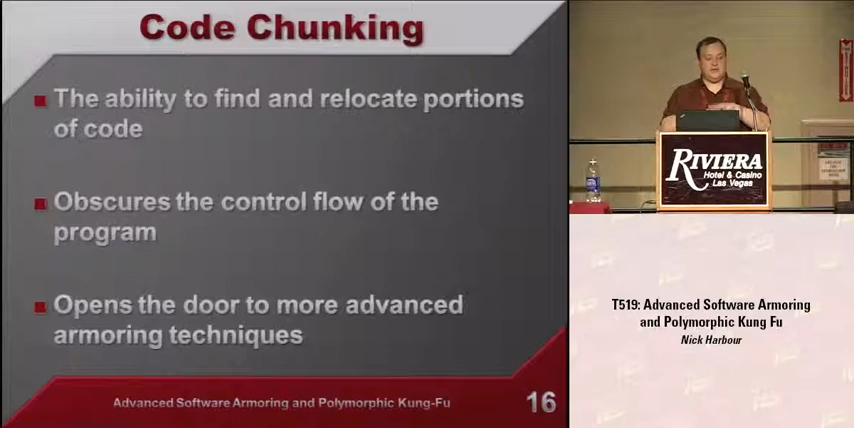 Code Chunking
The ability to find and relocate portions
of code
Obscures the control flow of the
program
Opens the door to more advanced
armoring techniques
Advanced Software Armoring and Polymorphic Kung-Fu
16
RIVIERA
Hotel & Casino
Las Vegas
T519: Advanced Software Armoring
and Polymorphic Kung Fu
Nick Harbour